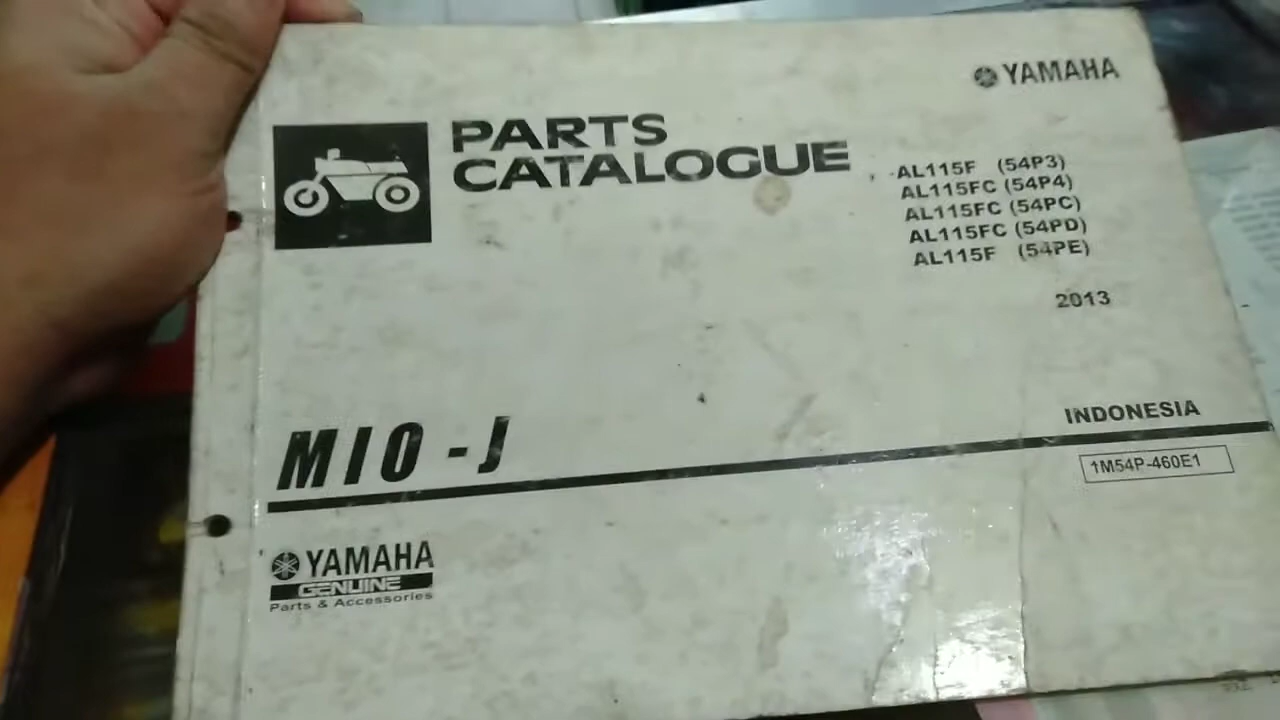 YAMAHA
PARTS
CATALOGUE
AL115F (54P3)
AL115FC (54P4)
AL115FC (54PC)
AL115FC (54PD)
AL115F (54PE)
2013
MIO-J
INDONESIA
1M54P-460E1
YAMAHA
GENUINE
Parts & Accessories